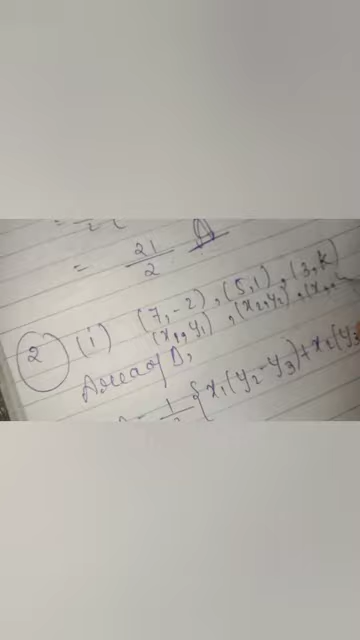 = 21/2
2 (i) (7, -2), (5, 1), (3, k)
(x₁, y₁), (x₂, y₂), (x₃,
Area of Δ,
= 1/2 { x₁(y₂ - y₃) + x₂(y₃